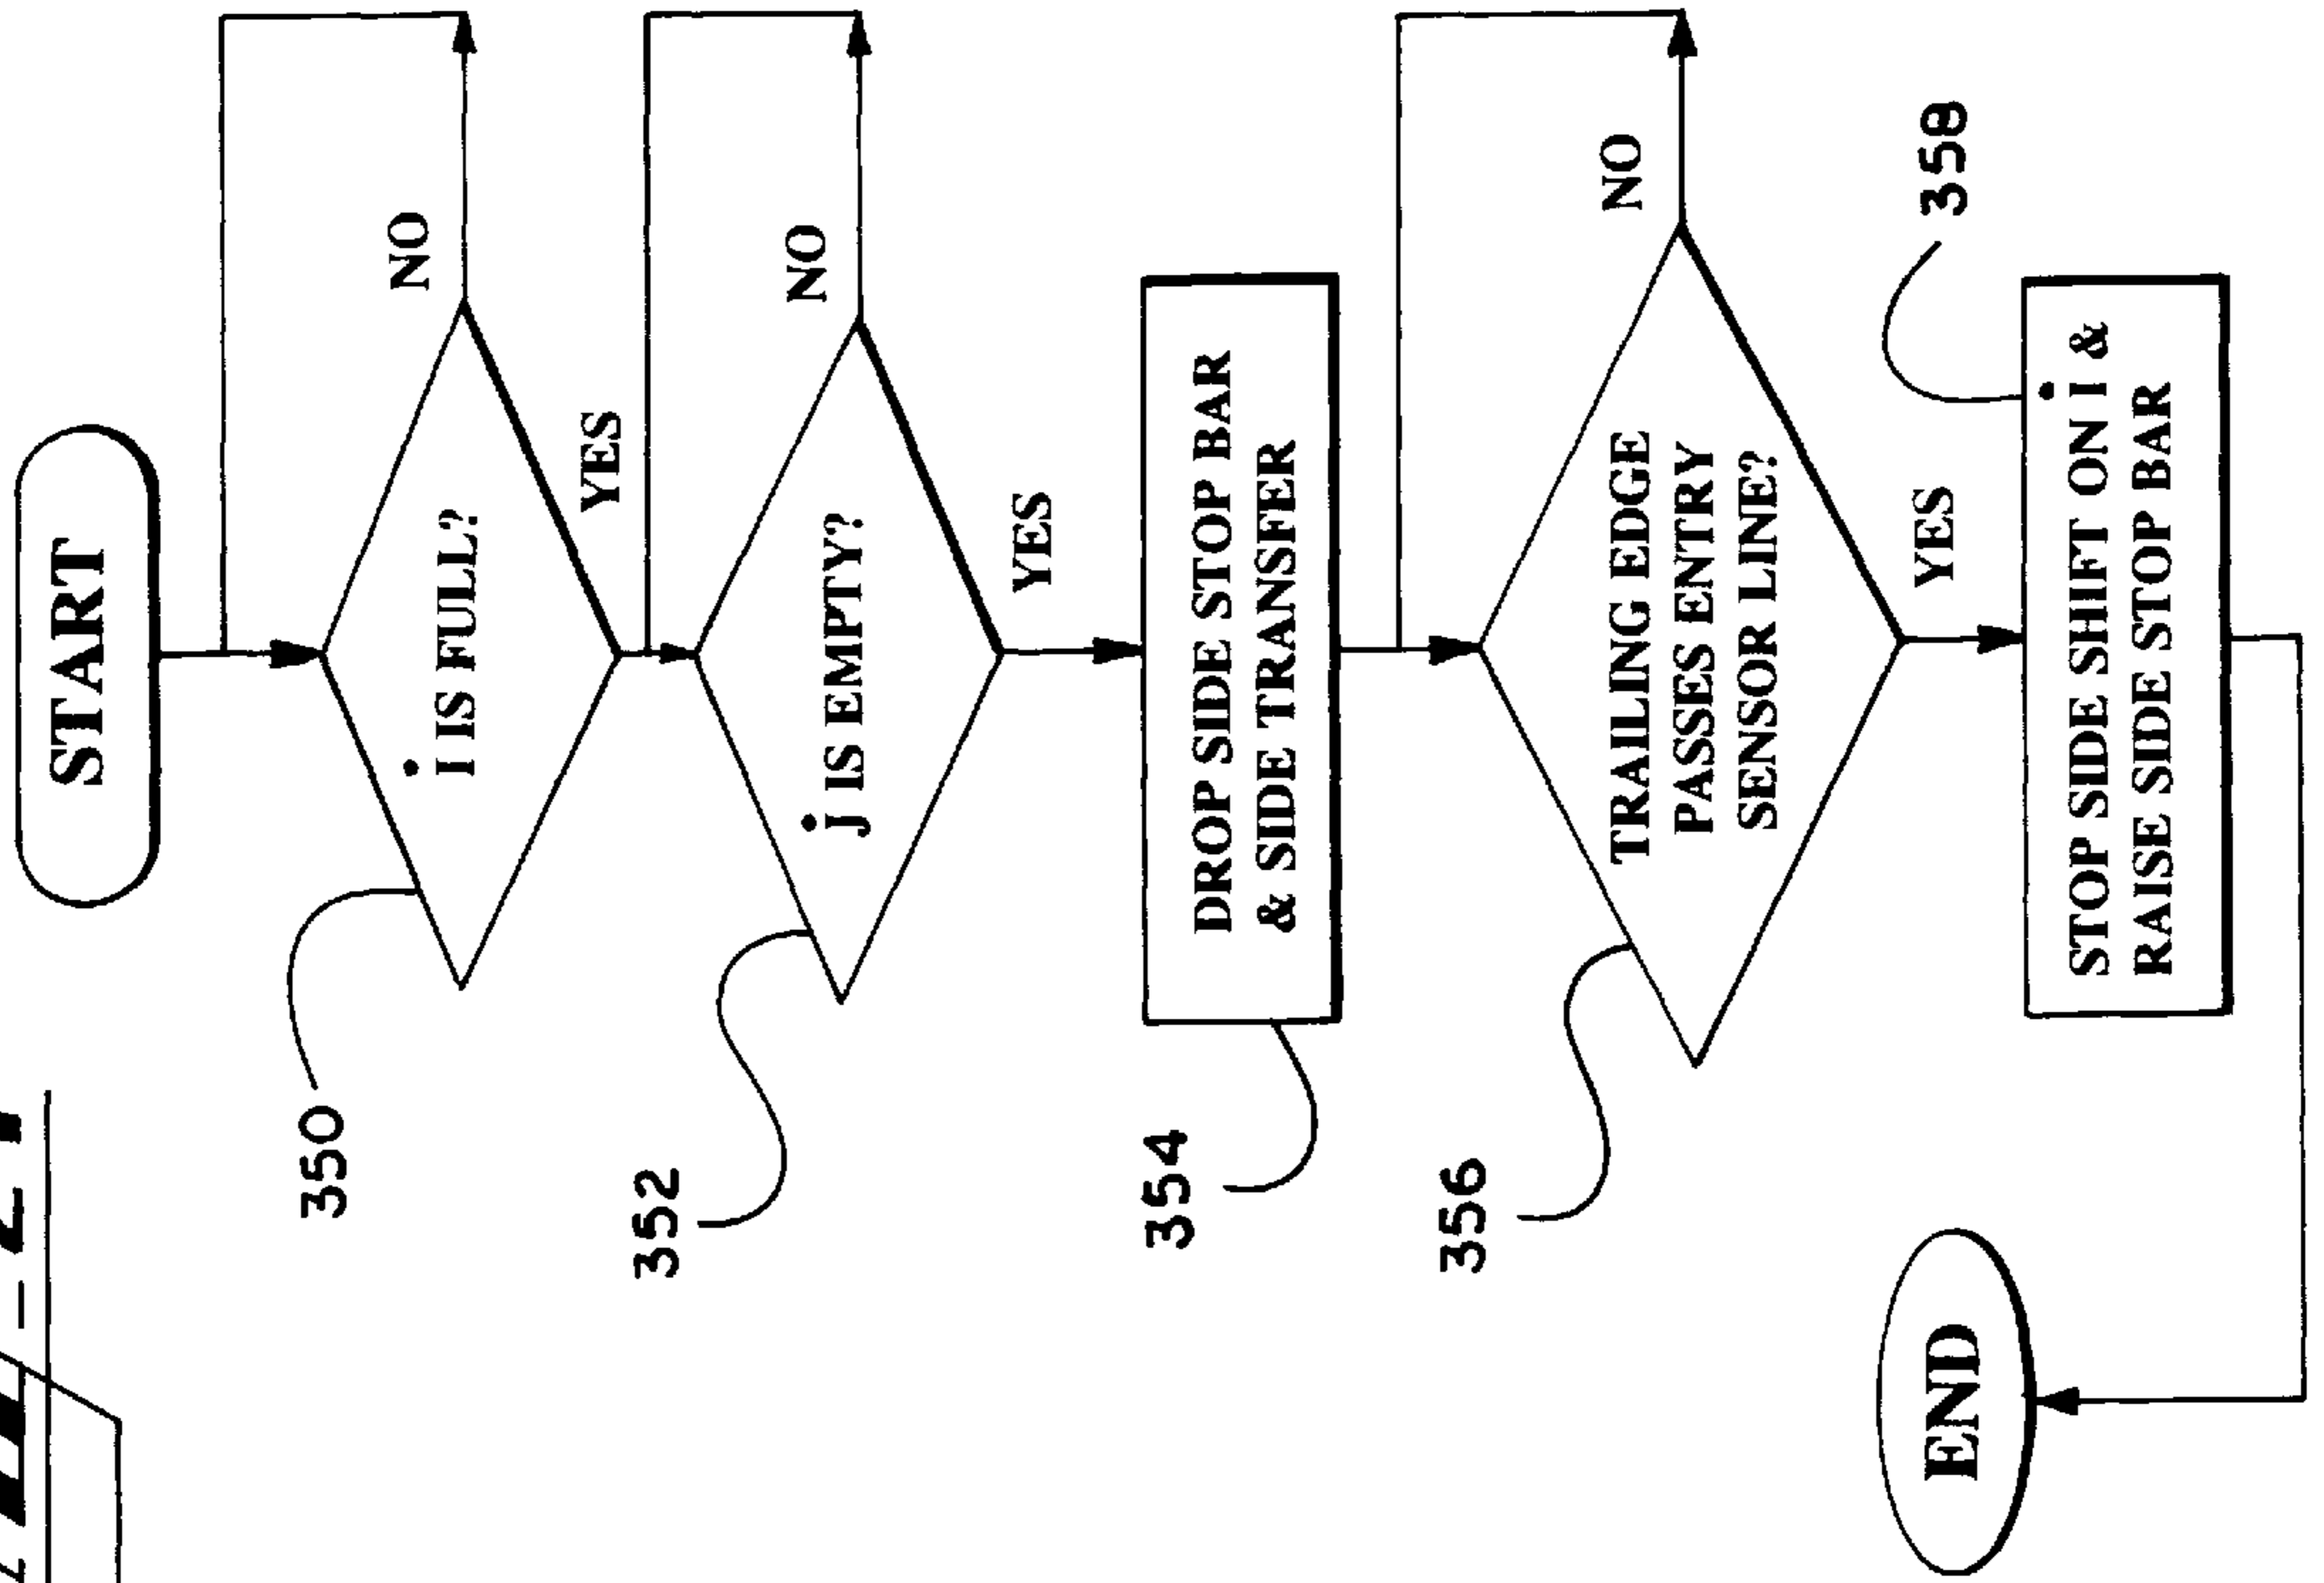 START
i IS FULL?
NO
350
YES
j IS EMPTY?
NO
352
YES
DROP SIDE STOP BAR
& SIDE TRANSFER
354
TRAILING EDGE
PASSES ENTRY
SENSOR LINE?
NO
356
YES
358
STOP SIDE SHIFT ON i &
RAISE SIDE STOP BAR
END